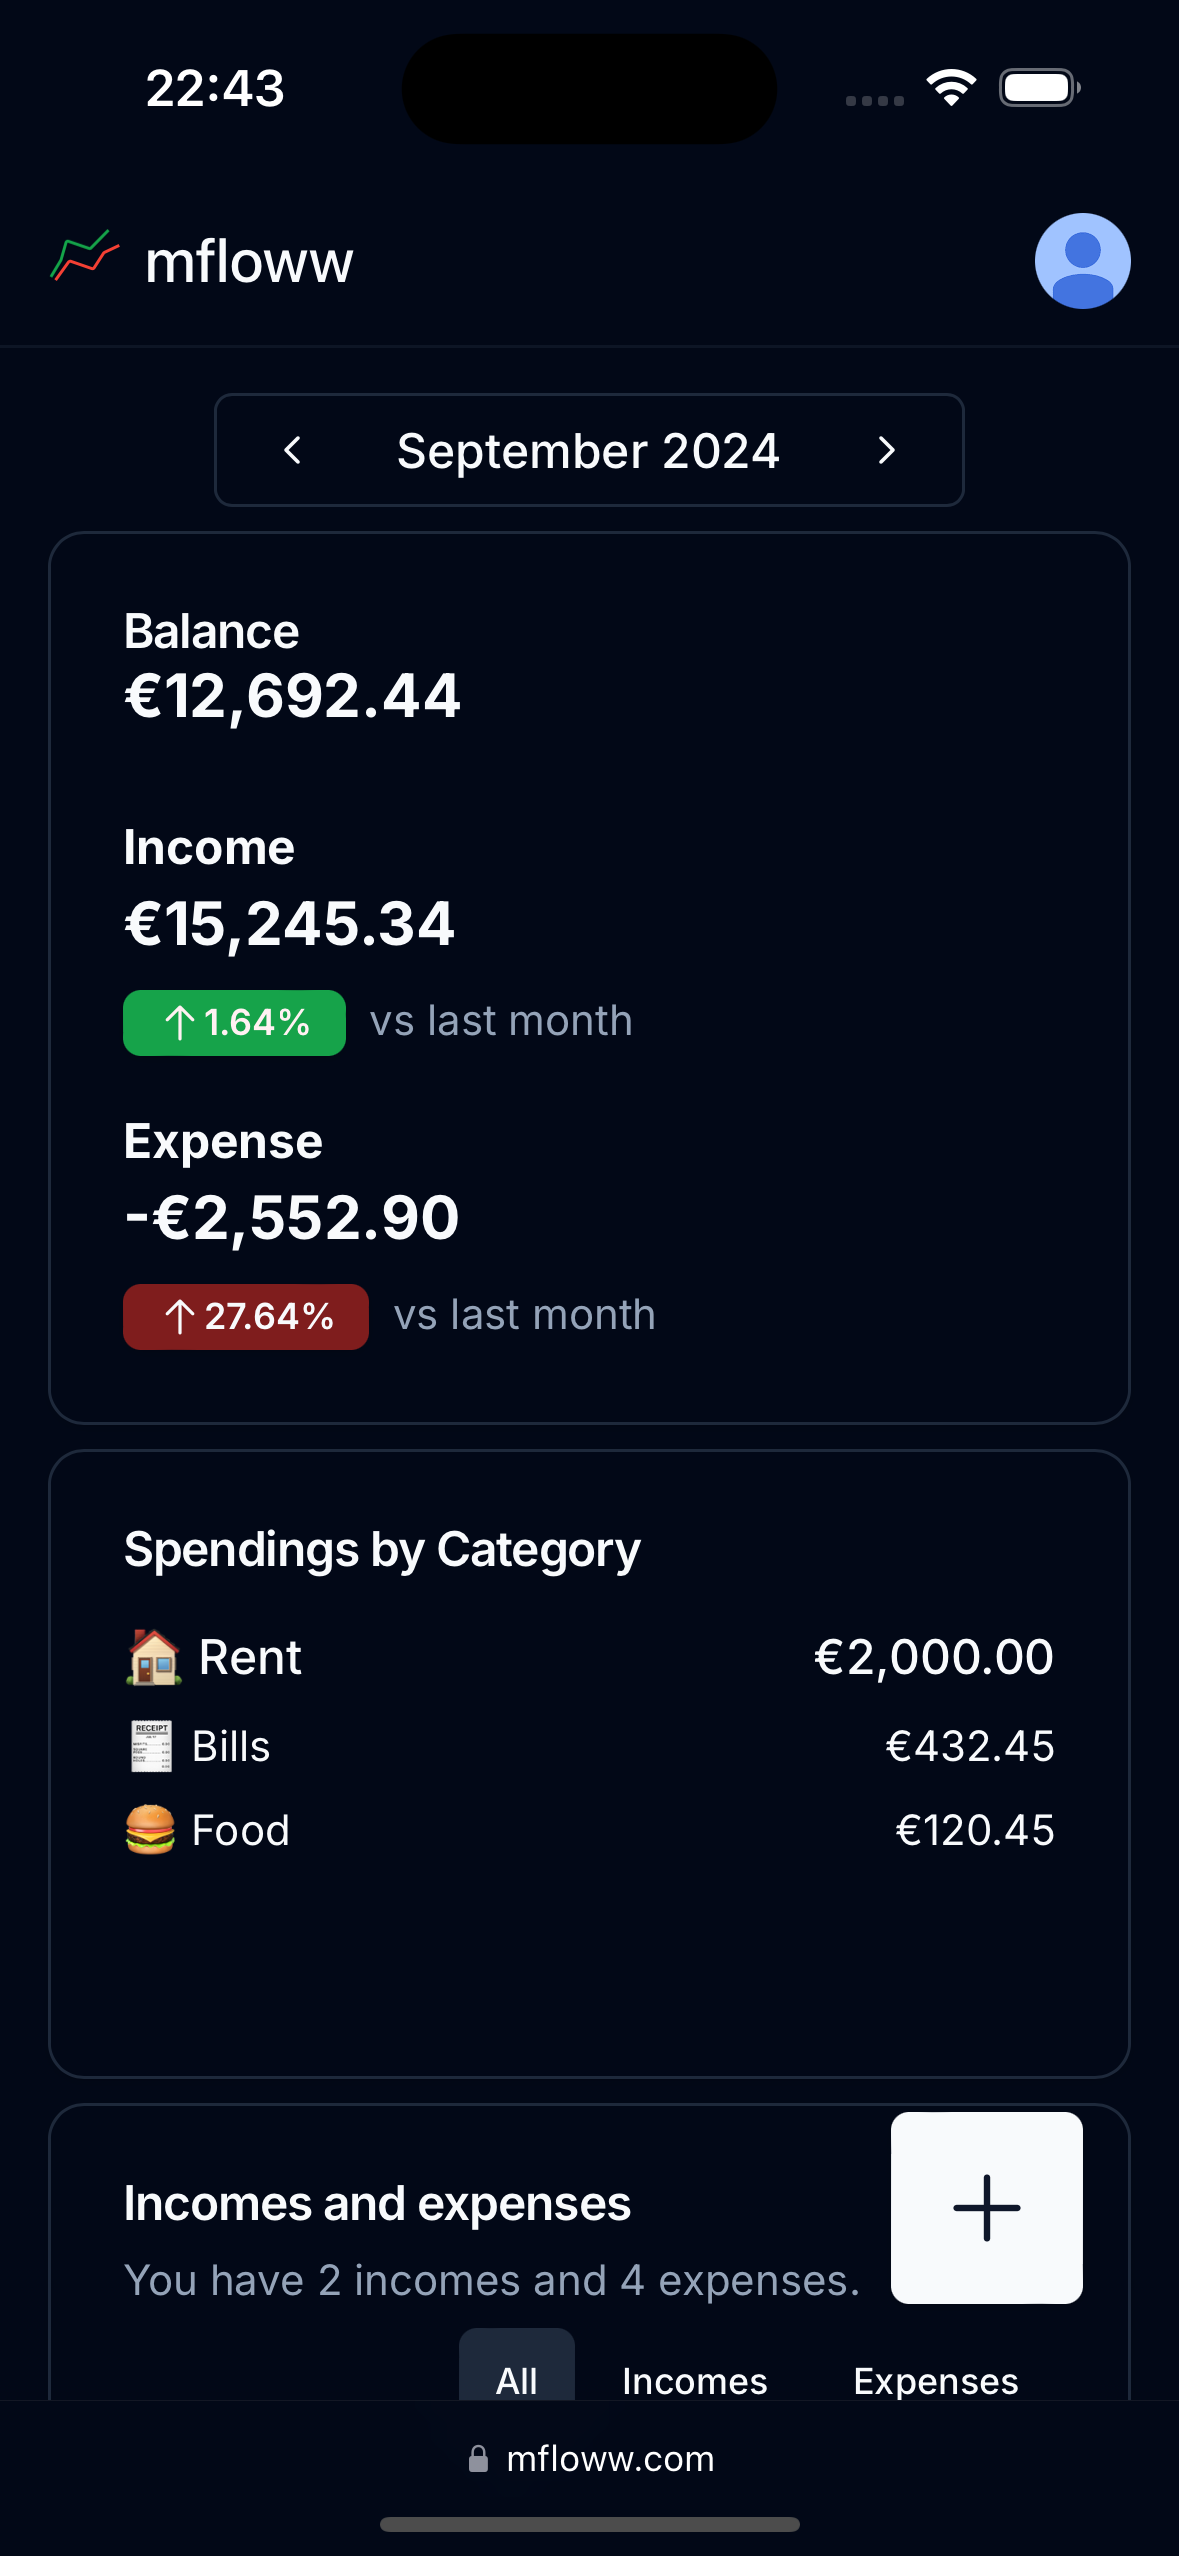 22:43
mfloww
September 2024
Balance
€12,692.44
Income
€15,245.34
↑ 1.64% vs last month
Expense
-€2,552.90
↑ 27.64% vs last month
Spendings by Category
Rent €2,000.00
RECEIPT
Bills €432.45
Food €120.45
Incomes and expenses
You have 2 incomes and 4 expenses.
All Incomes Expenses
mfloww.com